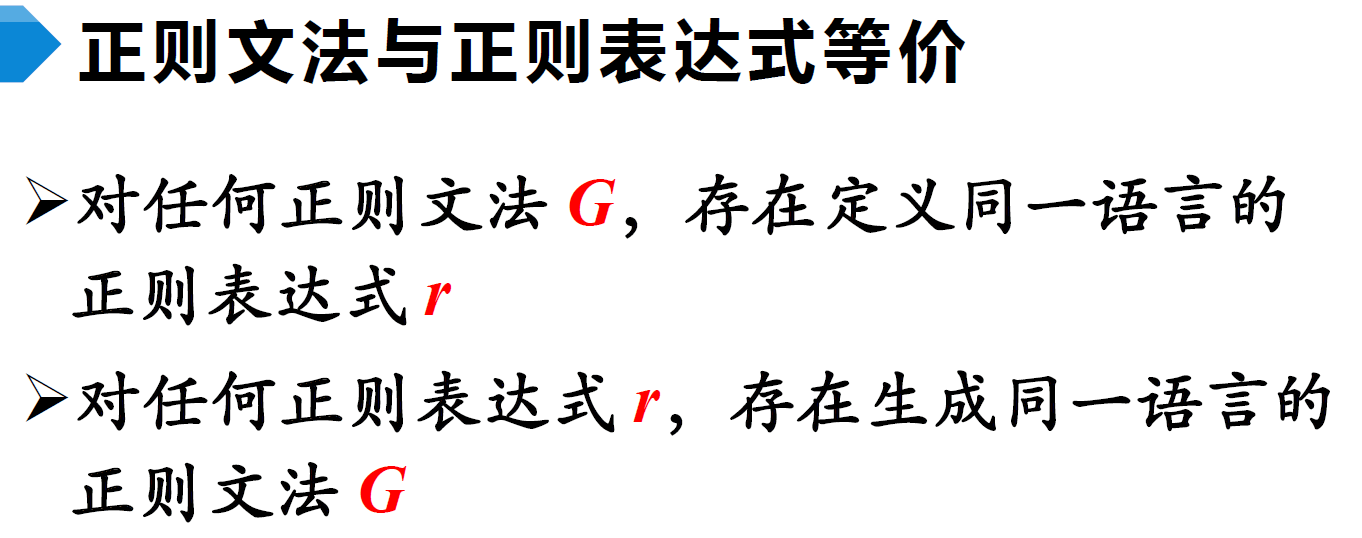 正则文法与正则表达式等价
➢对任何正则文法 G，存在定义同一语言的
正则表达式 r
➢对任何正则表达式 r，存在生成同一语言的
正则文法 G